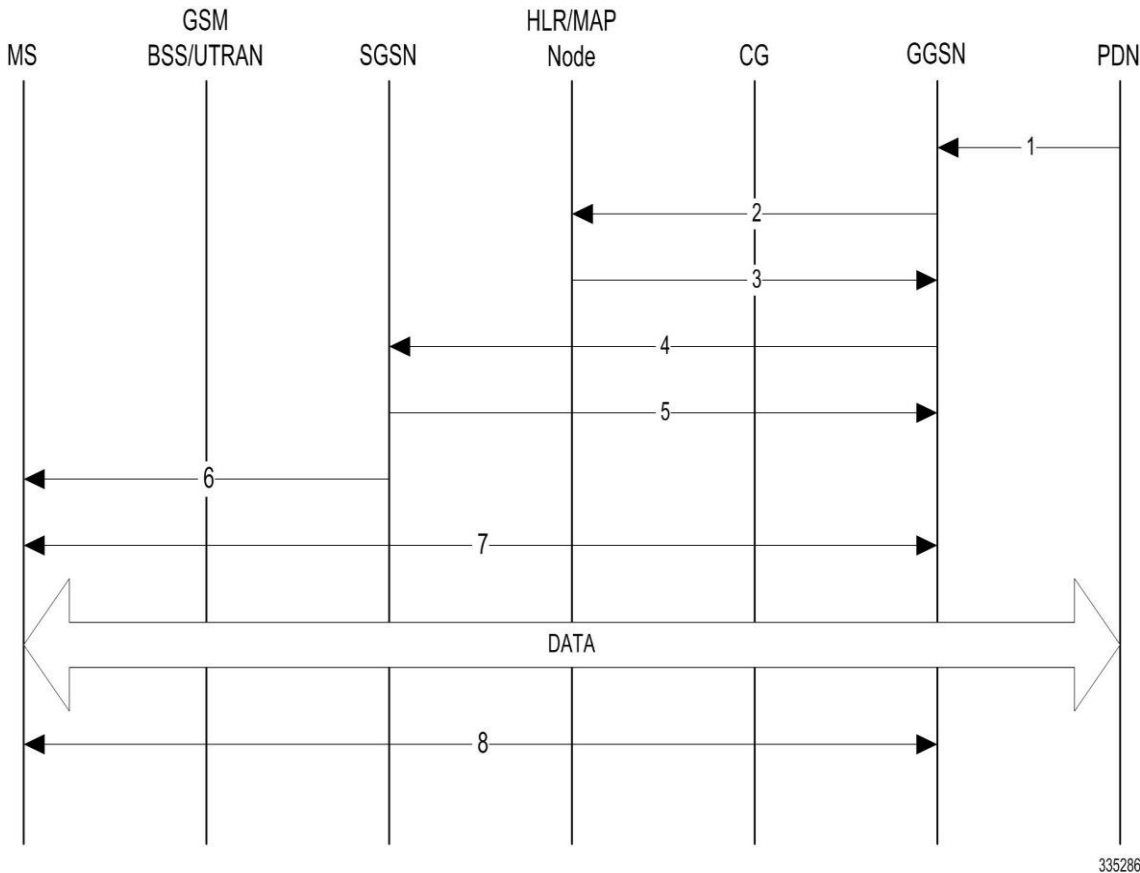 GSM
HLR/MAP
MS
BSS/UTRAN
SGSN
Node
CG
GGSN
PDN
1
2
3
4
5
6
7
DATA
8
335286